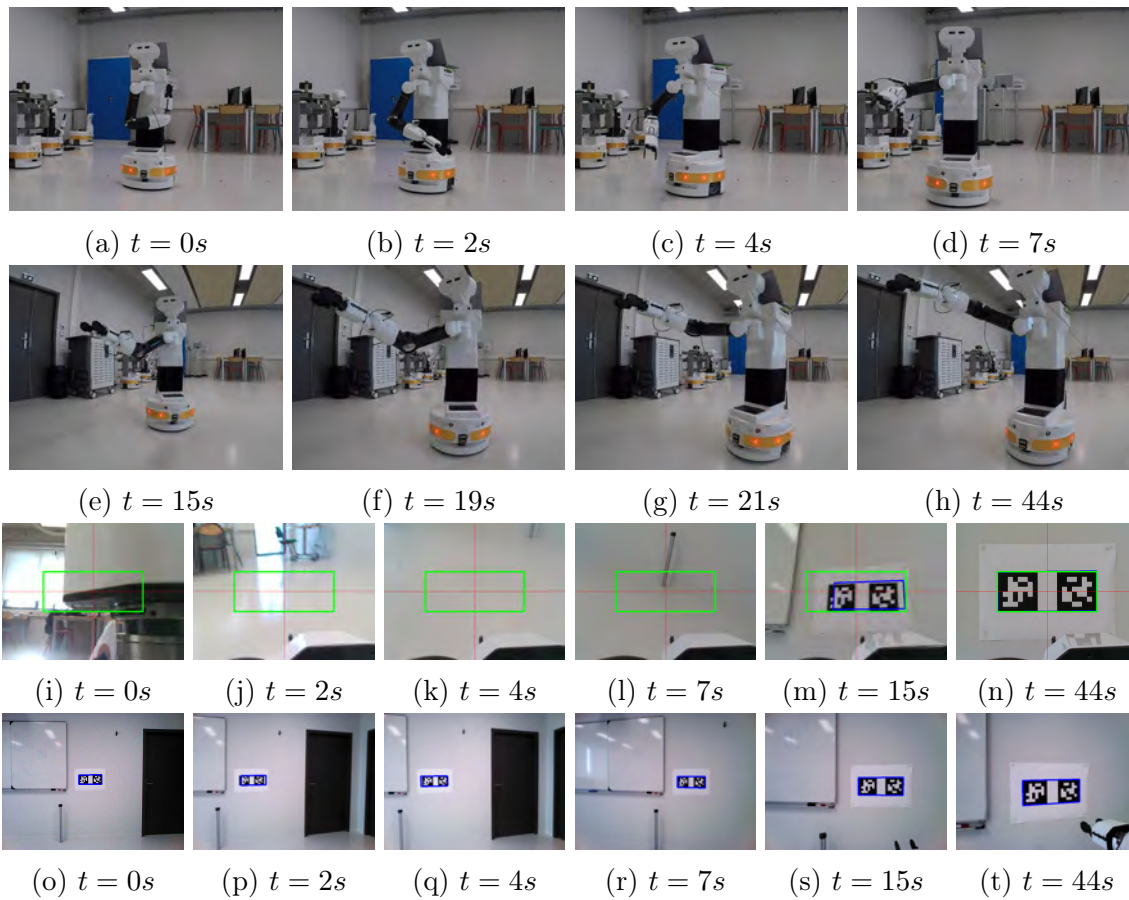 (a) t = 0s (b) t = 2s (c) t = 4s (d) t = 7s
(e) t = 15s (f) t = 19s (g) t = 21s (h) t = 44s
(i) t = 0s (j) t = 2s (k) t = 4s (l) t = 7s (m) t = 15s (n) t = 44s
(o) t = 0s (p) t = 2s (q) t = 4s (r) t = 7s (s) t = 15s (t) t = 44s